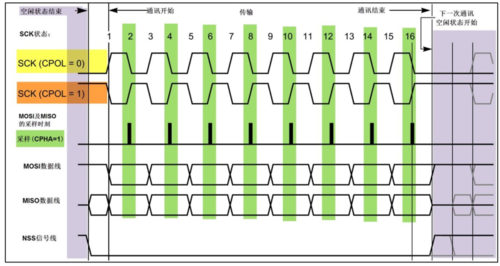 空闲状态结束
通讯开始
传输
通讯结束
下一次通讯
空闲状态开始
SCK状态:
1 2 3 4 5 6 7 8 9 10 11 12 13 14 15 16
SCK (CPOL = 0)
SCK (CPOL = 1)
MOSI及MISO
的采样时刻
采样(CPHA=1)
MOSI数据线
MISO数据线
NSS信号线